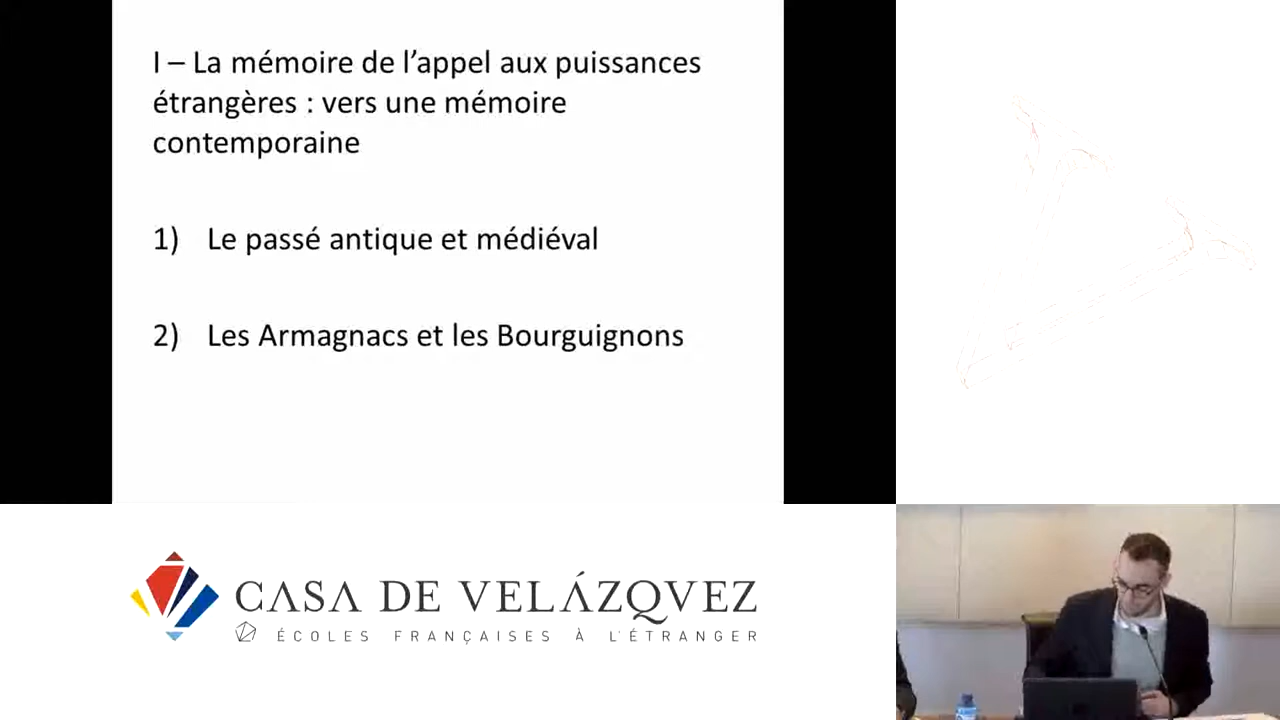 I – La mémoire de l’appel aux puissances
étrangères : vers une mémoire
contemporaine
1) Le passé antique et médiéval
2) Les Armagnacs et les Bourguignons
CASA DE VELÁZQVEZ
ÉCOLES FRANÇAISES À L'ÉTRANGER